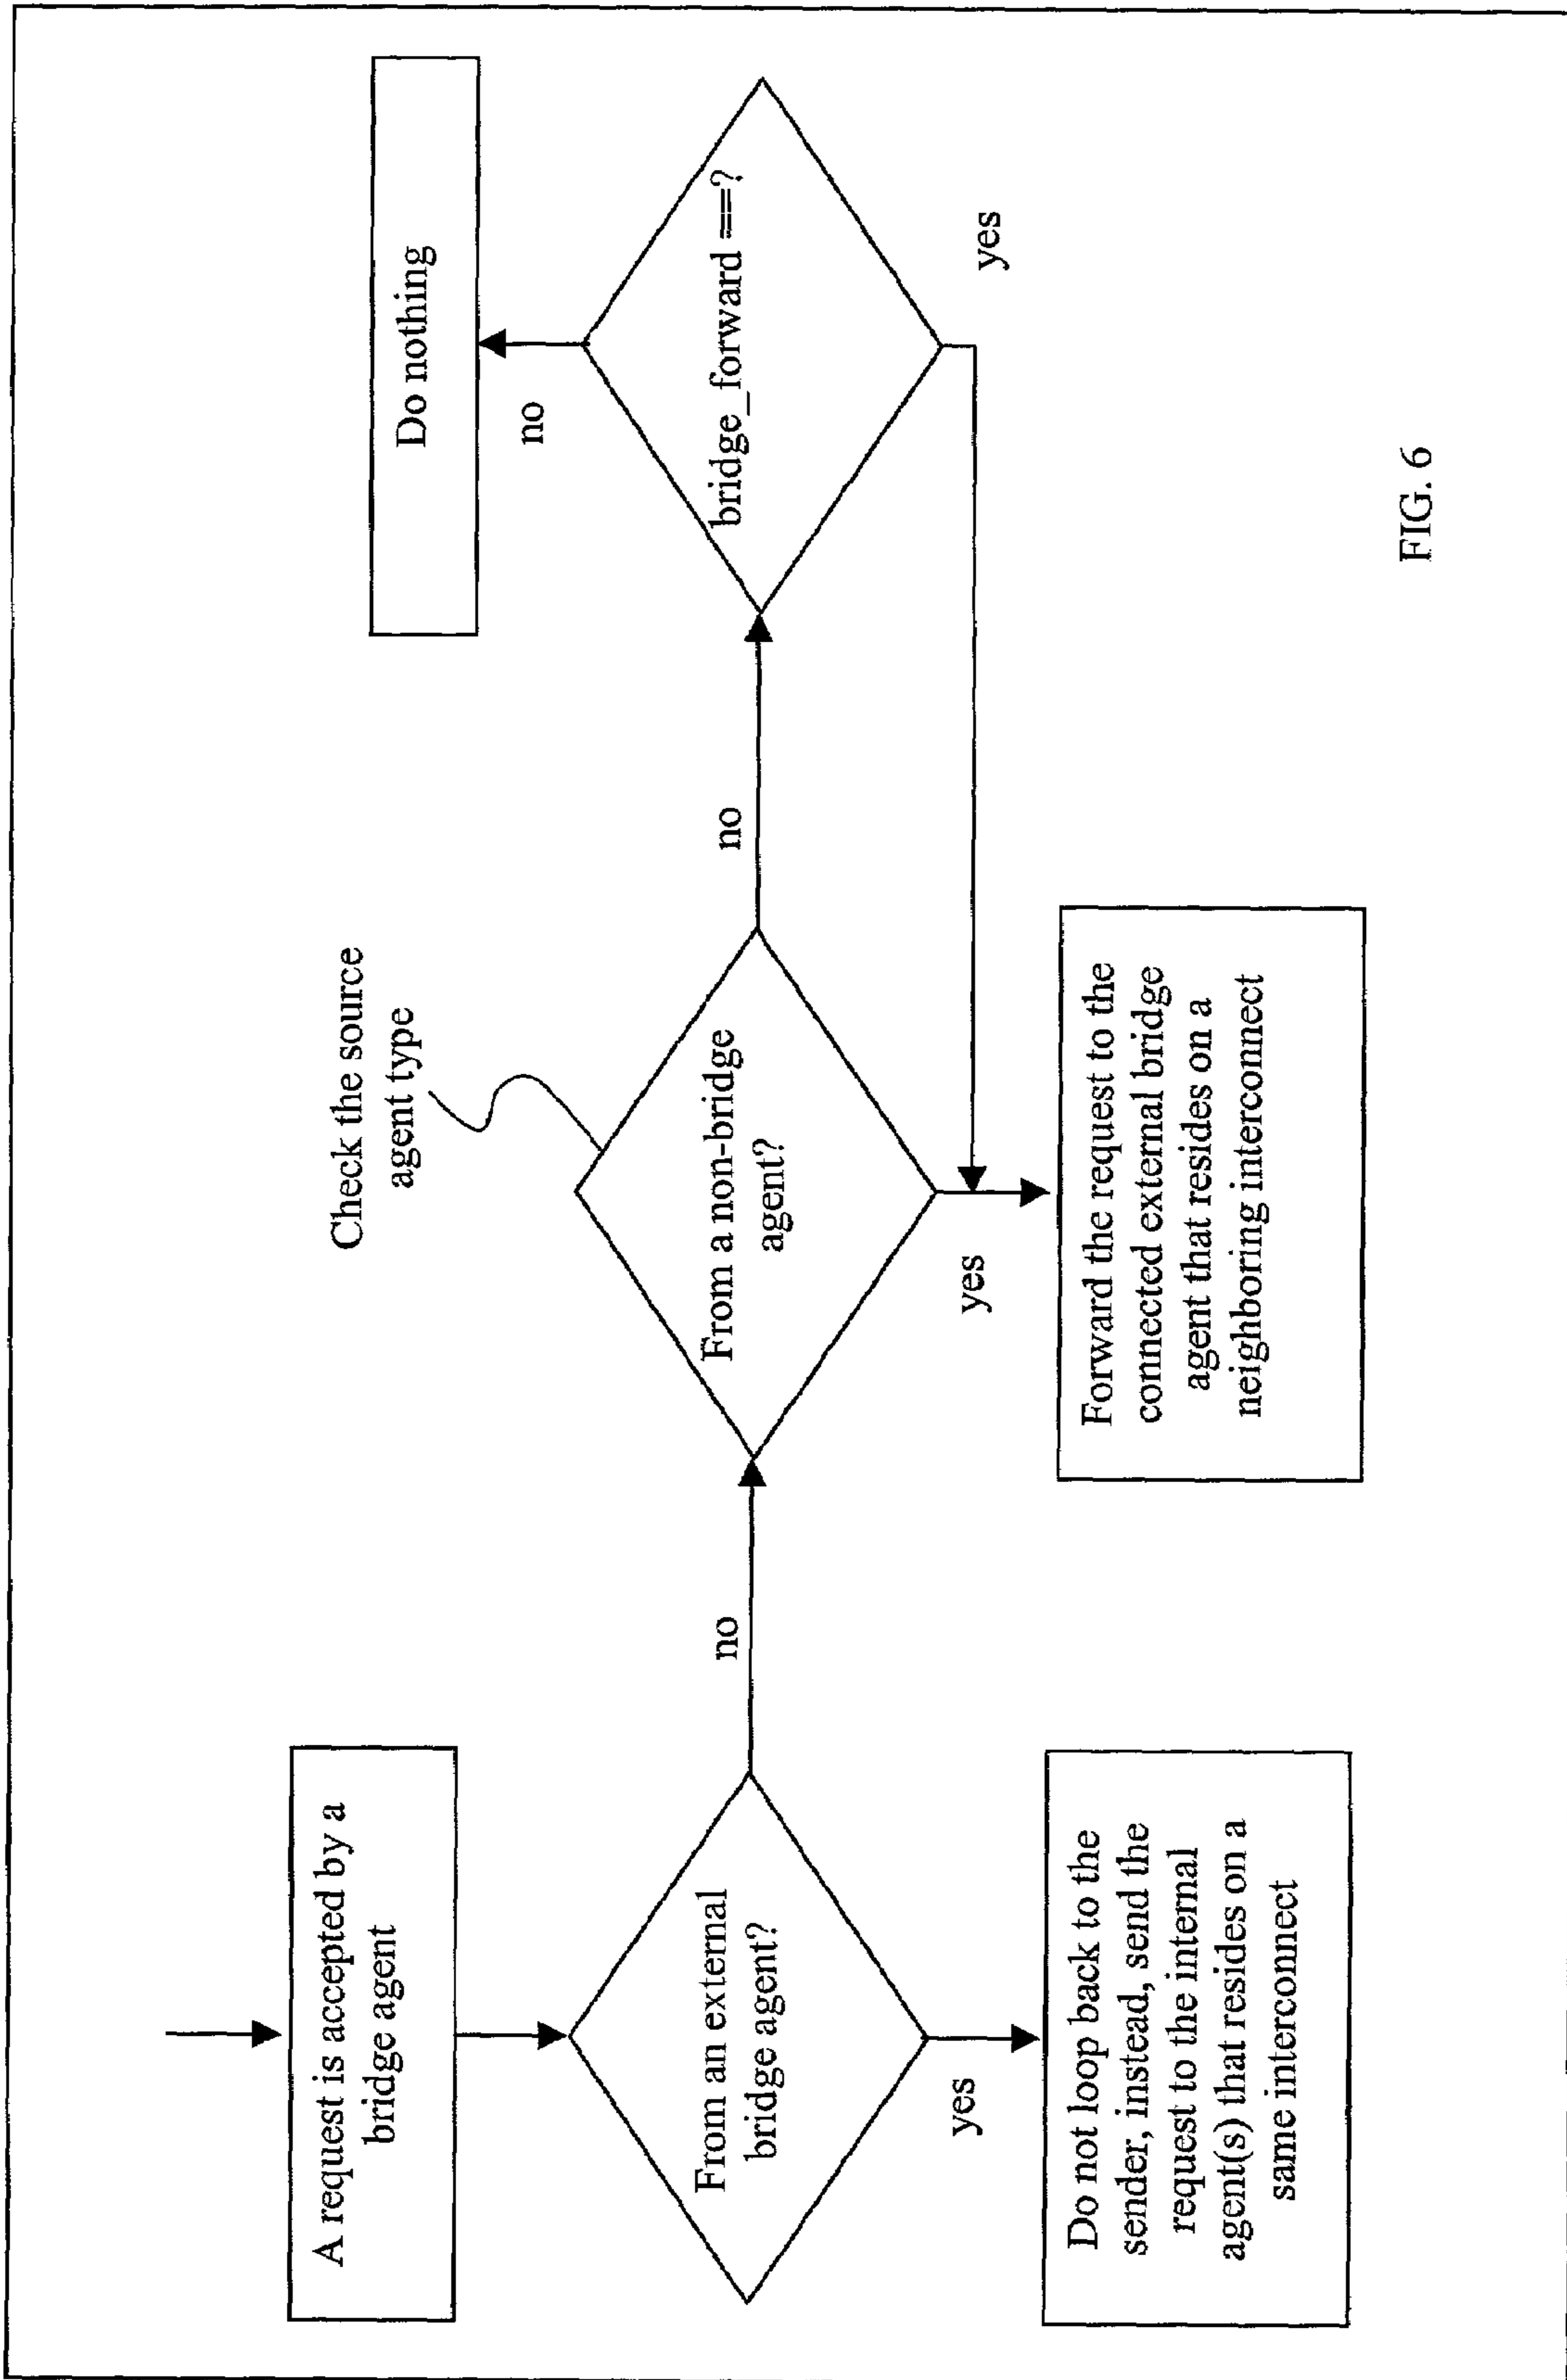 A request is accepted by a
bridge agent
From an external
bridge agent?
yes
Do not loop back to the
sender, instead, send the
request to the internal
agent(s) that resides on a
same interconnect
no
Check the source
agent type
From a non-bridge
agent?
yes
Forward the request to the
connected external bridge
agent that resides on a
neighboring interconnect
no
bridge_forward ==?
no
Do nothing
yes
FIG. 6